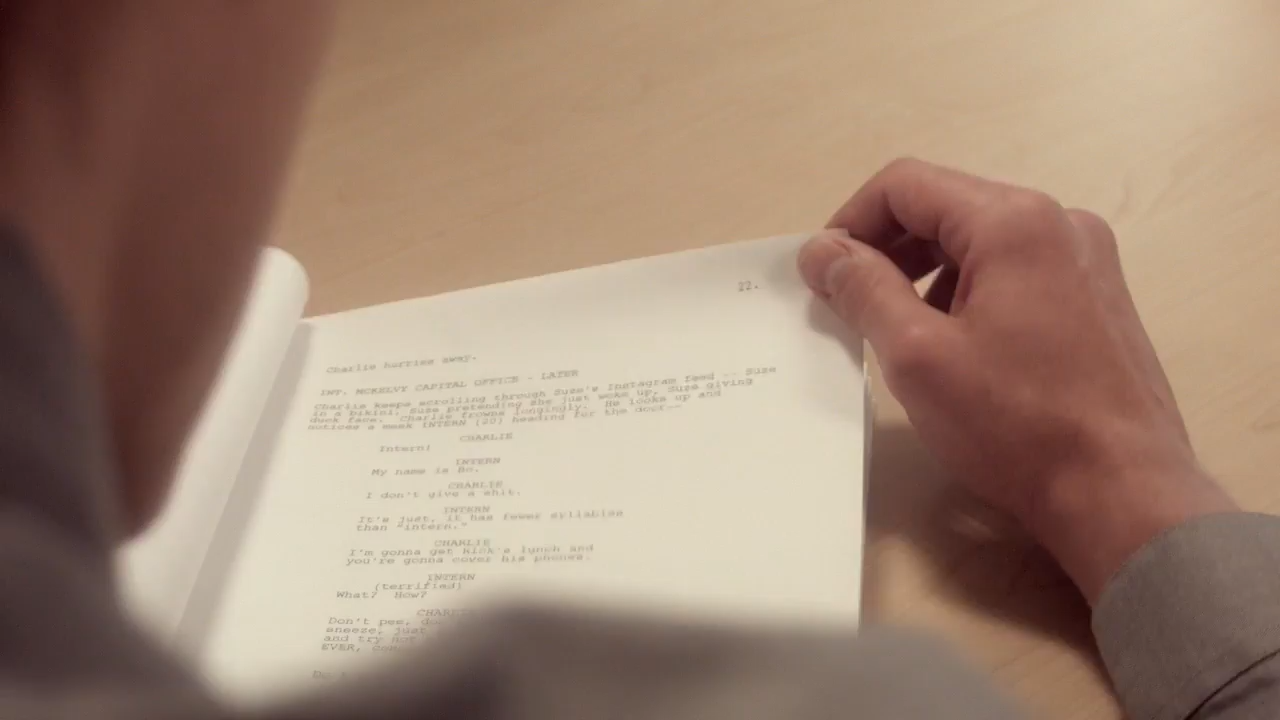 22.
Charlie hurries away.
INT. MCKELVY CAPITAL OFFICE - LATER
Charlie keeps scrolling through Suze's Instagram feed -- Suze
in a bikini, Suze pretending she just woke up, Suze giving
duck face. Charlie frowns longingly. He looks up and
notices a meek INTERN (20) heading for the door--
CHARLIE
Intern!
INTERN
My name is Bo.
CHARLIE
I don't give a shit.
INTERN
It's just, it has fewer syllables
than "intern."
CHARLIE
I'm gonna get Rick's lunch and
you're gonna cover his phones.
INTERN
(terrified)
What? How?
Don't pee,
sneeze, just
and try not
EVER,